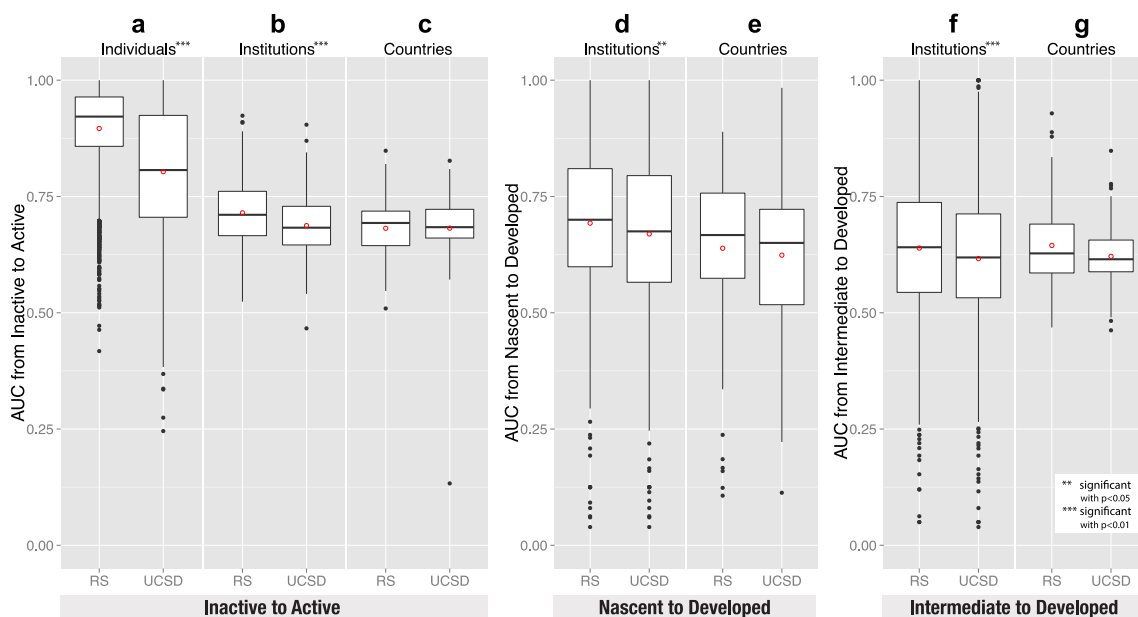 a b c d e f g
Individuals*** Institutions*** Countries Institutions** Countries Institutions*** Countries
AUC from Inactive to Active
1.00
0.75
0.50
0.25
0.00
RS UCSD RS UCSD RS UCSD
Inactive to Active
AUC from Nascent to Developed
1.00
0.75
0.50
0.25
0.00
RS UCSD RS UCSD
Nascent to Developed
AUC from Intermediate to Developed
1.00
0.75
0.50
0.25
0.00
** significant
with p<0.05
*** significant
with p<0.01
RS UCSD RS UCSD
Intermediate to Developed